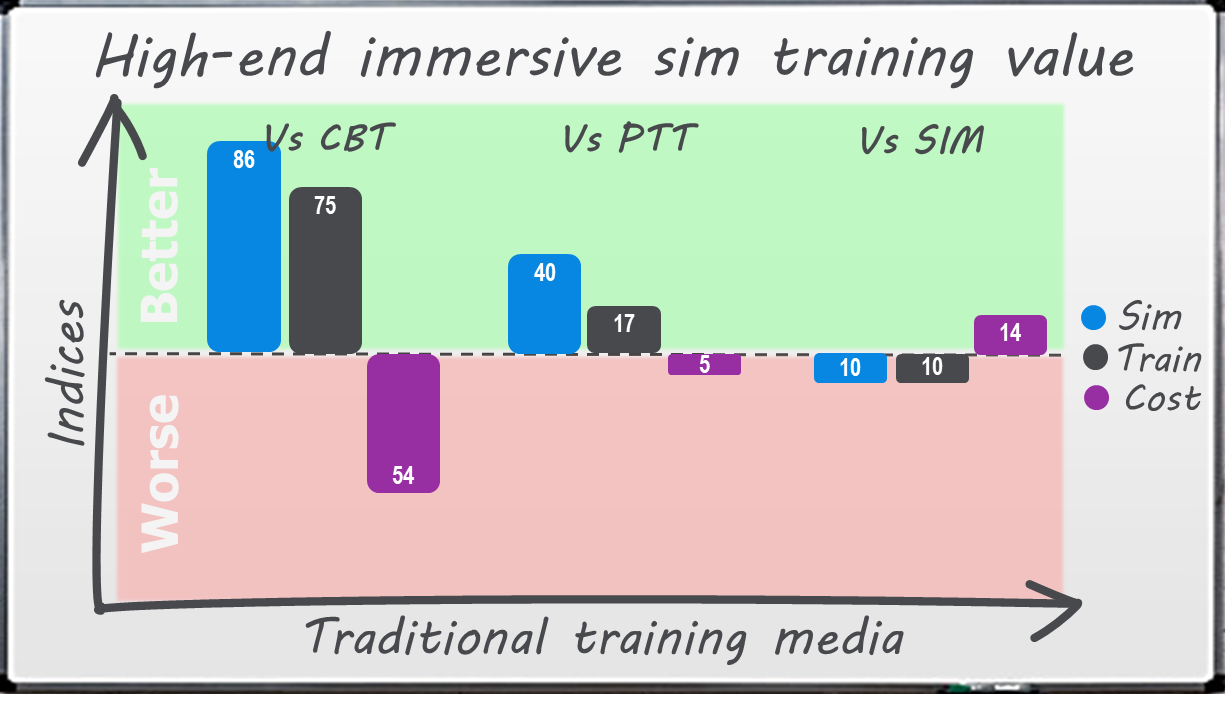 High-end immersive sim training value
Vs CBT
Vs PTT
Vs SIM
86
75
54
40
17
5
10
10
14
Better
Worse
Indices
Sim
Train
Cost
Traditional training media